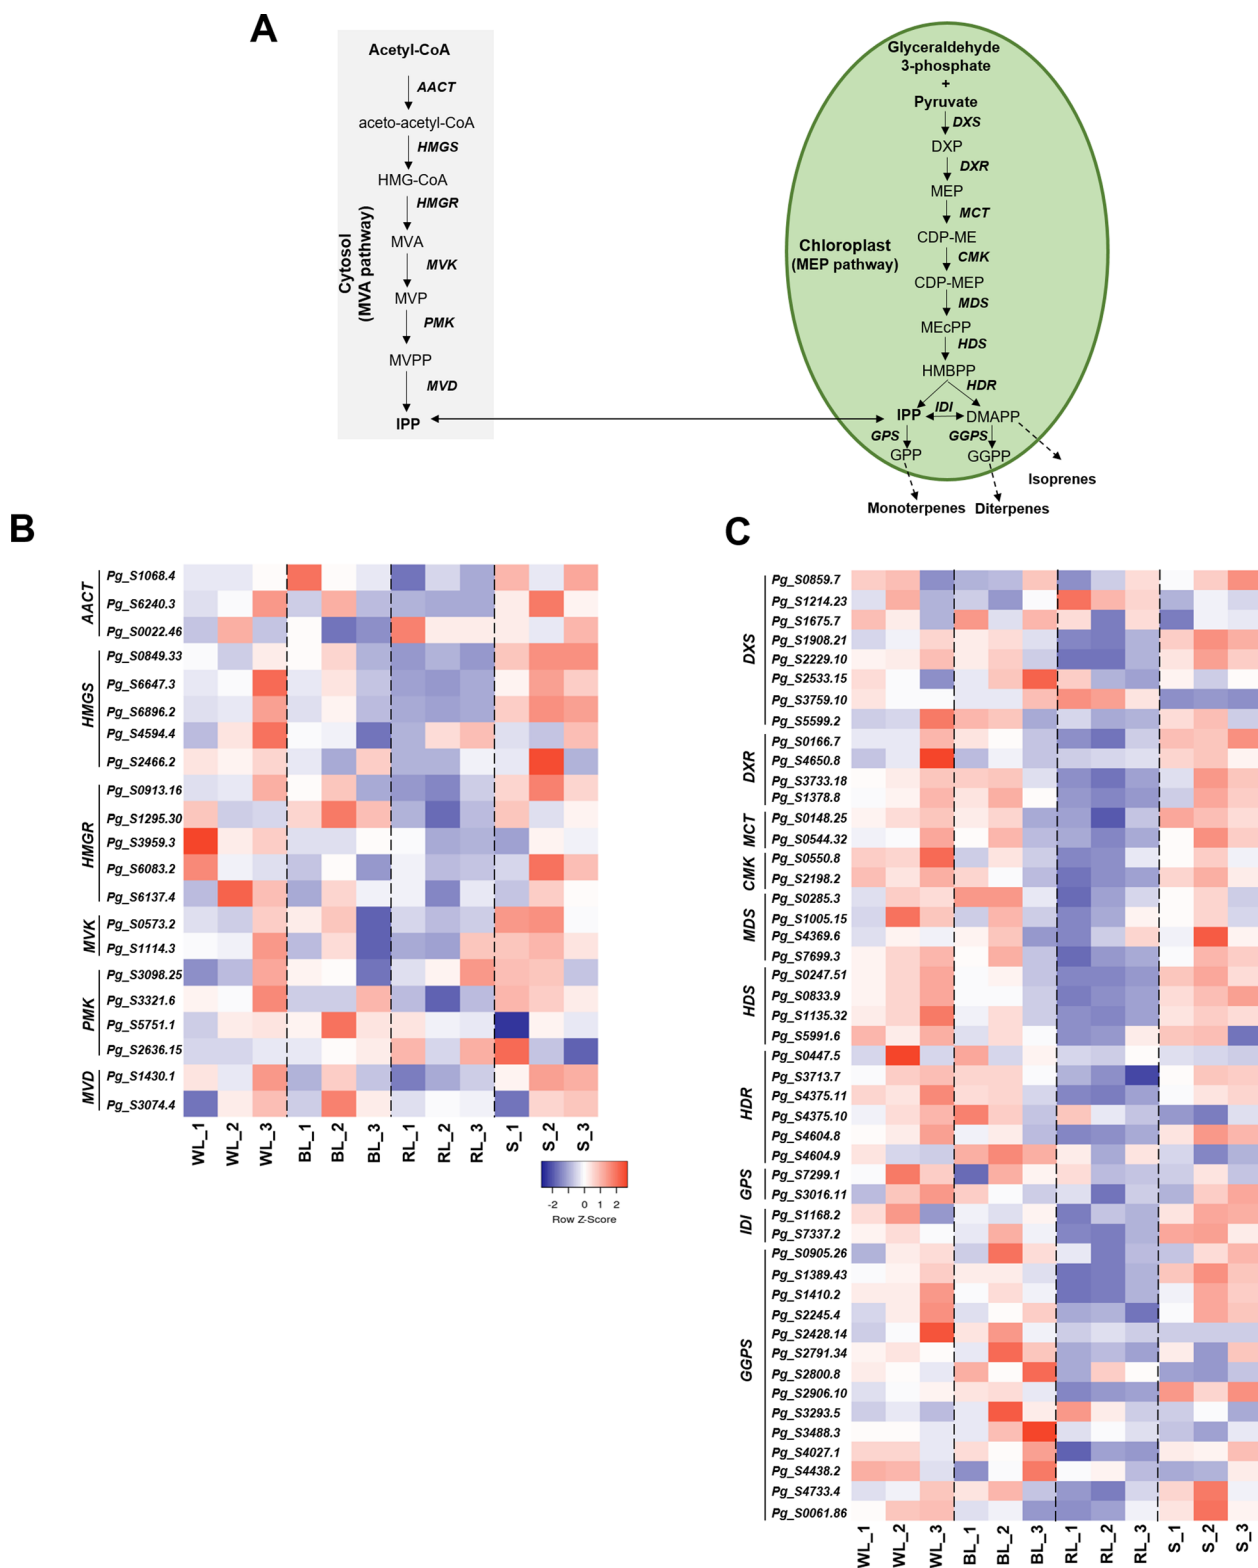 A
Acetyl-CoA
AACT
aceto-acetyl-CoA
HMGS
HMG-CoA
HMGR
MVA
MVK
MVP
PMK
MVPP
MVD
IPP
Cytosol
(MVA pathway)
Glyceraldehyde
3-phosphate
+
Pyruvate
DXS
DXP
DXR
MEP
MCT
CDP-ME
CMK
CDP-MEP
MDS
MEcPP
HDS
HMBPP
HDR
IPP
IDI
DMAPP
GPS
GGPS
GPP
GGPP
Chloroplast
(MEP pathway)
Isoprenes
Monoterpenes
Diterpenes
B
AACT
Pg_S1068.4
Pg_S6240.3
Pg_S0022.46
HMGS
Pg_S0849.33
Pg_S6647.3
Pg_S6896.2
Pg_S4594.4
Pg_S2466.2
HMGR
Pg_S0913.16
Pg_S1295.30
Pg_S3959.3
Pg_S6083.2
Pg_S6137.4
MVK
Pg_S0573.2
Pg_S1114.3
PMK
Pg_S3098.25
Pg_S3321.6
Pg_S5751.1
Pg_S2636.15
MVD
Pg_S1430.1
Pg_S3074.4
WL_1 WL_2 WL_3 BL_1 BL_2 BL_3 RL_1 RL_2 RL_3 S_1 S_2 S_3
-2 0 1 2
Row Z-Score
C
DXS
Pg_S0859.7
Pg_S1214.23
Pg_S1675.7
Pg_S1908.21
Pg_S2229.10
Pg_S2533.15
Pg_S3759.10
Pg_S5599.2
DXR
Pg_S0166.7
Pg_S4650.8
Pg_S3733.18
Pg_S1378.8
MCT
Pg_S0148.25
Pg_S0544.32
CMK
Pg_S0550.8
Pg_S2198.2
MDS
Pg_S0285.3
Pg_S1005.15
Pg_S4369.6
Pg_S7699.3
HDS
Pg_S0247.51
Pg_S0833.9
Pg_S1135.32
Pg_S5991.6
HDR
Pg_S0447.5
Pg_S3713.7
Pg_S4375.11
Pg_S4375.10
Pg_S4604.8
Pg_S4604.9
GPS
Pg_S7299.1
Pg_S3016.11
IDI
Pg_S1168.2
Pg_S7337.2
GGPS
Pg_S0905.26
Pg_S1389.43
Pg_S1410.2
Pg_S2245.4
Pg_S2428.14
Pg_S2791.34
Pg_S2800.8
Pg_S2906.10
Pg_S3293.5
Pg_S3488.3
Pg_S4027.1
Pg_S4438.2
Pg_S4733.4
Pg_S0061.86
WL_1 WL_2 WL_3 BL_1 BL_2 BL_3 RL_1 RL_2 RL_3 S_1 S_2 S_3